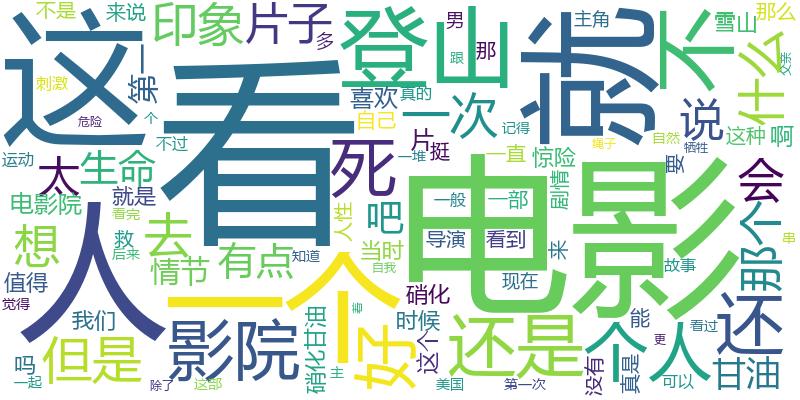 不是
来说
印象
片子
多
登山
男
那
主角
雪山
那么
这
看
就
不
什么
刺激
第一
喜欢
真的
一次
记得
父亲
危险
个
自己
片
挺
说
运动
不过
死
一堆
一直
惊险
绳子
自然
这种
啊
太
生命
人
电影
牺牲
要
会
电影院
就是
看完
救
后来
去
吧
一般
一部
剧情
那个
串
想
有点
人性
当时
导演
看到
来
情节
知道
自我
现在
故事
值得
一个
硝化
还
觉得
我们
影院
硝化甘油
着
好
时候
这个
还是
个人
能
看过
更
但是
吗
一起
除了
这部
主
美国
第一次
没有
真是
可以
甘油
跟